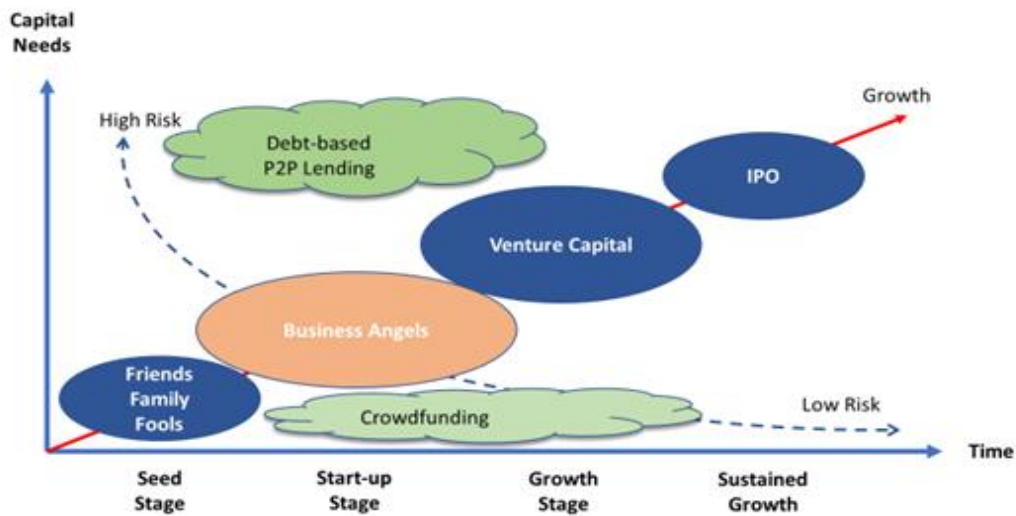 Capital
Needs
High Risk
Growth
Debt-based
P2P Lending
IPO
Venture Capital
Business Angels
Friends
Family
Fools
Crowdfunding
Low Risk
Time
Seed
Stage
Start-up
Stage
Growth
Stage
Sustained
Growth